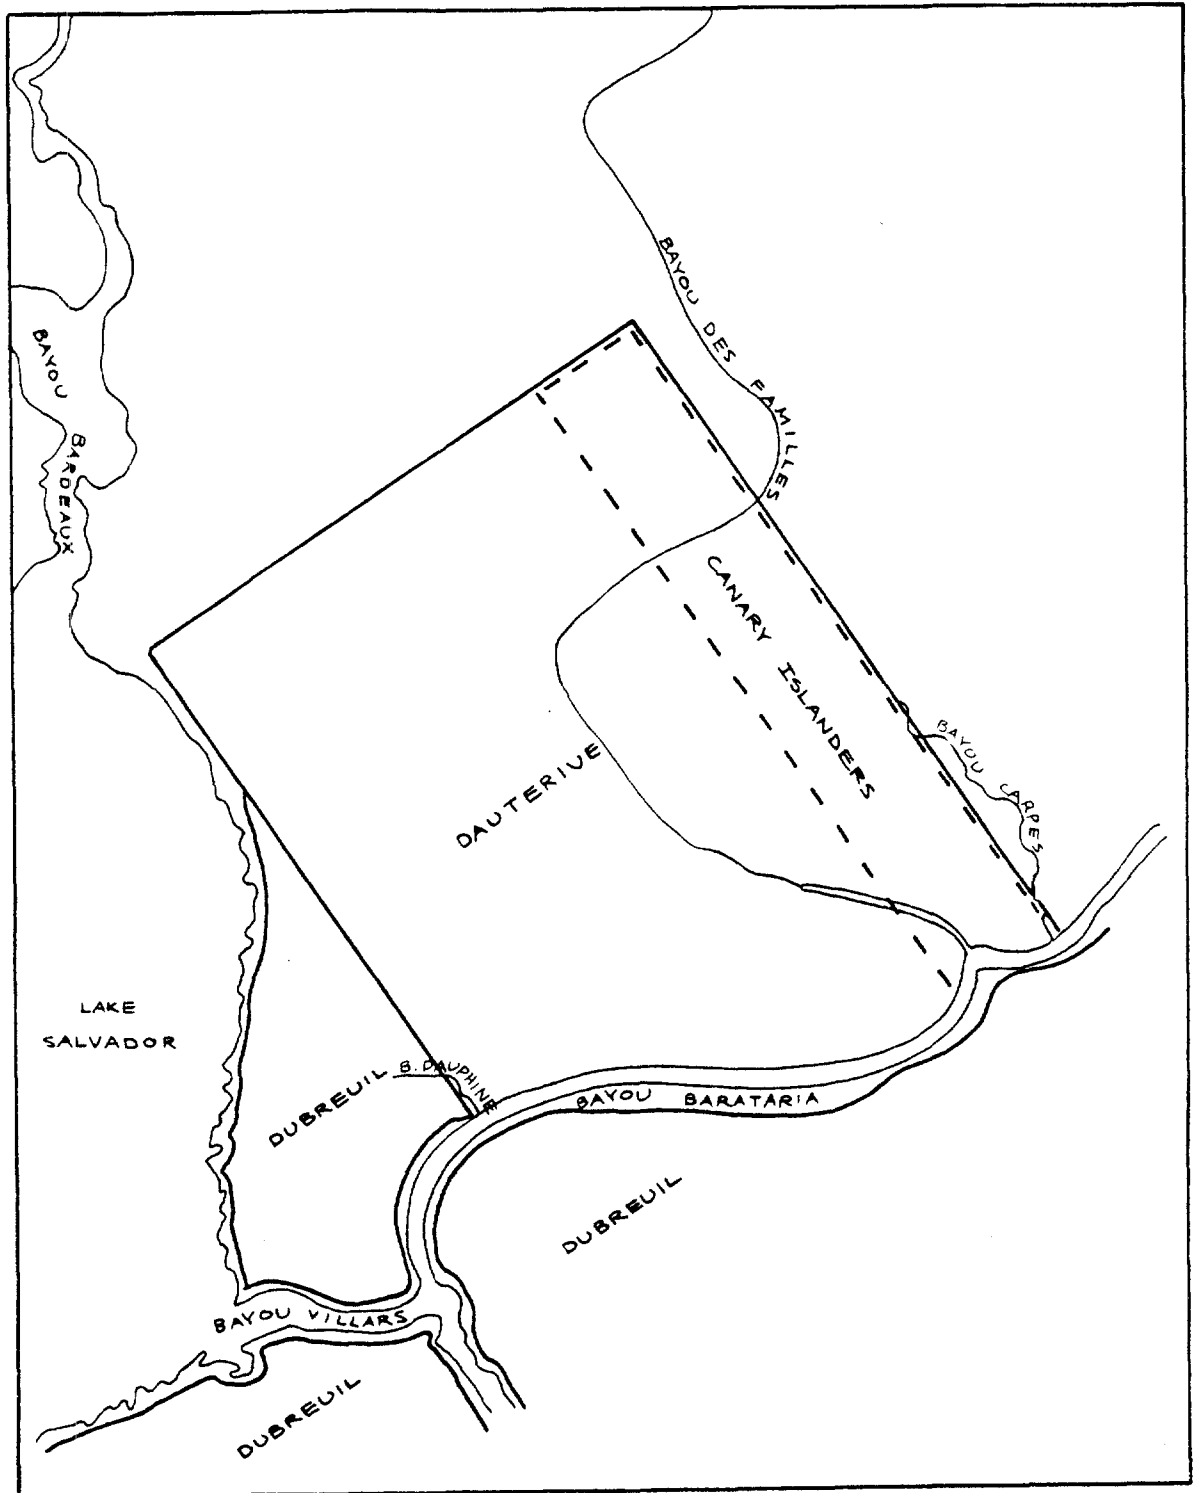 BAYOU DES FAMILLES
BAYOU
BARDEAUX
CANARY ISLANDERS
BAYOU CARPES
DAUTERIVE
LAKE
SALVADOR
DUBREUIL
B. DAUPHINE
BAYOU BARATARIA
DUBREUIL
BAYOU VILLARS
DUBREUIL